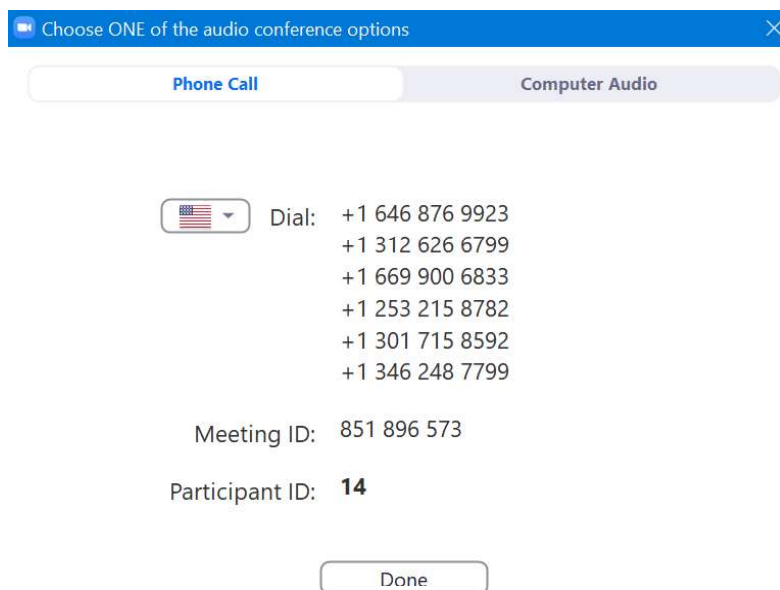 Choose ONE of the audio conference options
Phone Call Computer Audio
Dial: +1 646 876 9923
+1 312 626 6799
+1 669 900 6833
+1 253 215 8782
+1 301 715 8592
+1 346 248 7799
Meeting ID: 851 896 573
Participant ID: 14
Done